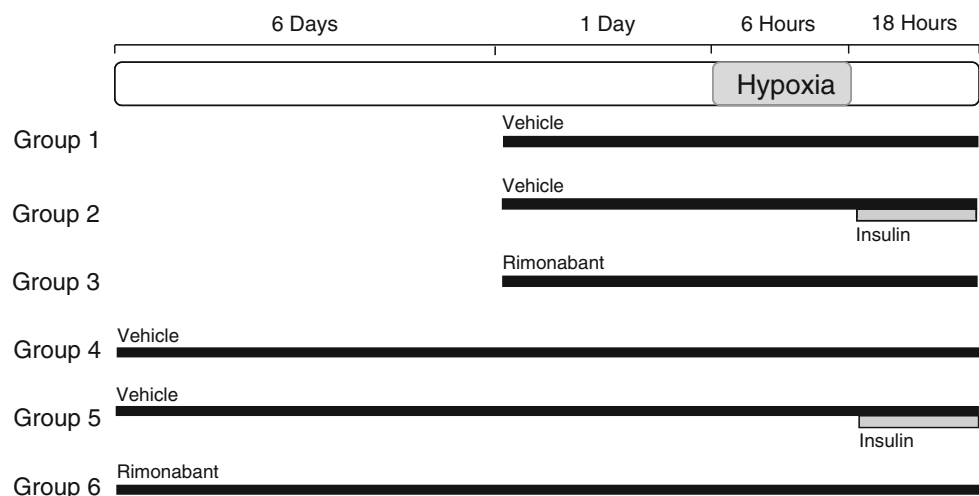 6 Days 1 Day 6 Hours 18 Hours
Hypoxia
Vehicle
Group 1
Vehicle
Group 2
Insulin
Rimonabant
Group 3
Vehicle
Group 4
Vehicle
Group 5
Insulin
Rimonabant
Group 6